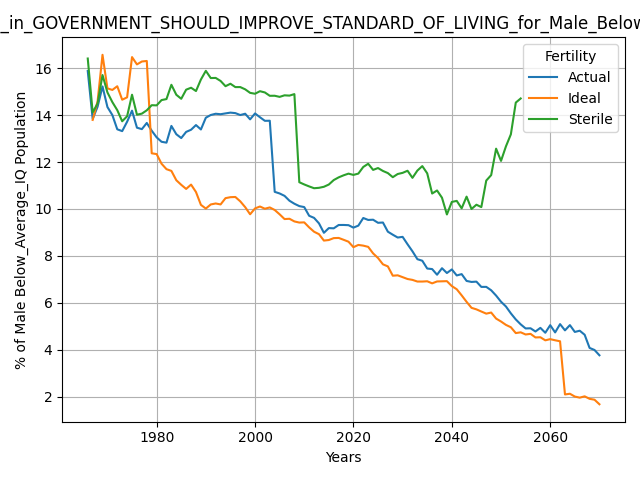 _in_GOVERNMENT_SHOULD_IMPROVE_STANDARD_OF_LIVING_for_Male_Below
Fertility
Actual
Ideal
Sterile
% of Male Below_Average_IQ Population
16
14
12
10
8
6
4
2
1980 2000 2020 2040 2060
Years